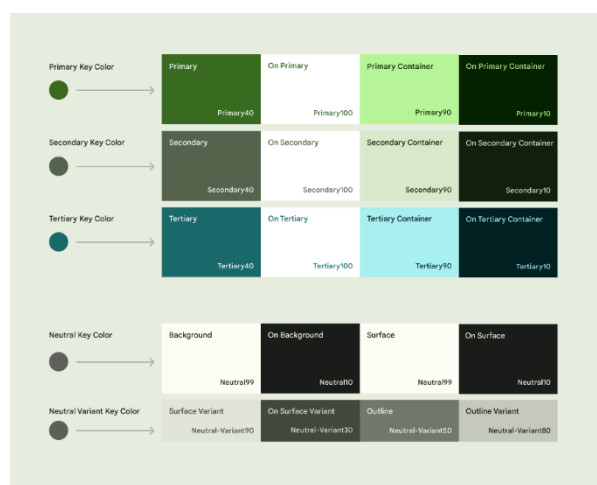 Primary Key Color
Primary
On Primary
Primary Container
On Primary Container
Primary40
Primary100
Primary90
Primary10
Secondary Key Color
Secondary
On Secondary
Secondary Container
On Secondary Container
Secondary40
Secondary100
Secondary90
Secondary10
Tertiary Key Color
Tertiary
On Tertiary
Tertiary Container
On Tertiary Container
Tertiary40
Tertiary100
Tertiary90
Tertiary10
Neutral Key Color
Background
On Background
Surface
On Surface
Neutral99
Neutral10
Neutral99
Neutral10
Neutral Variant Key Color
Surface Variant
On Surface Variant
Outline
Outline Variant
Neutral-Variant90
Neutral-Variant30
Neutral-Variant50
Neutral-Variant80